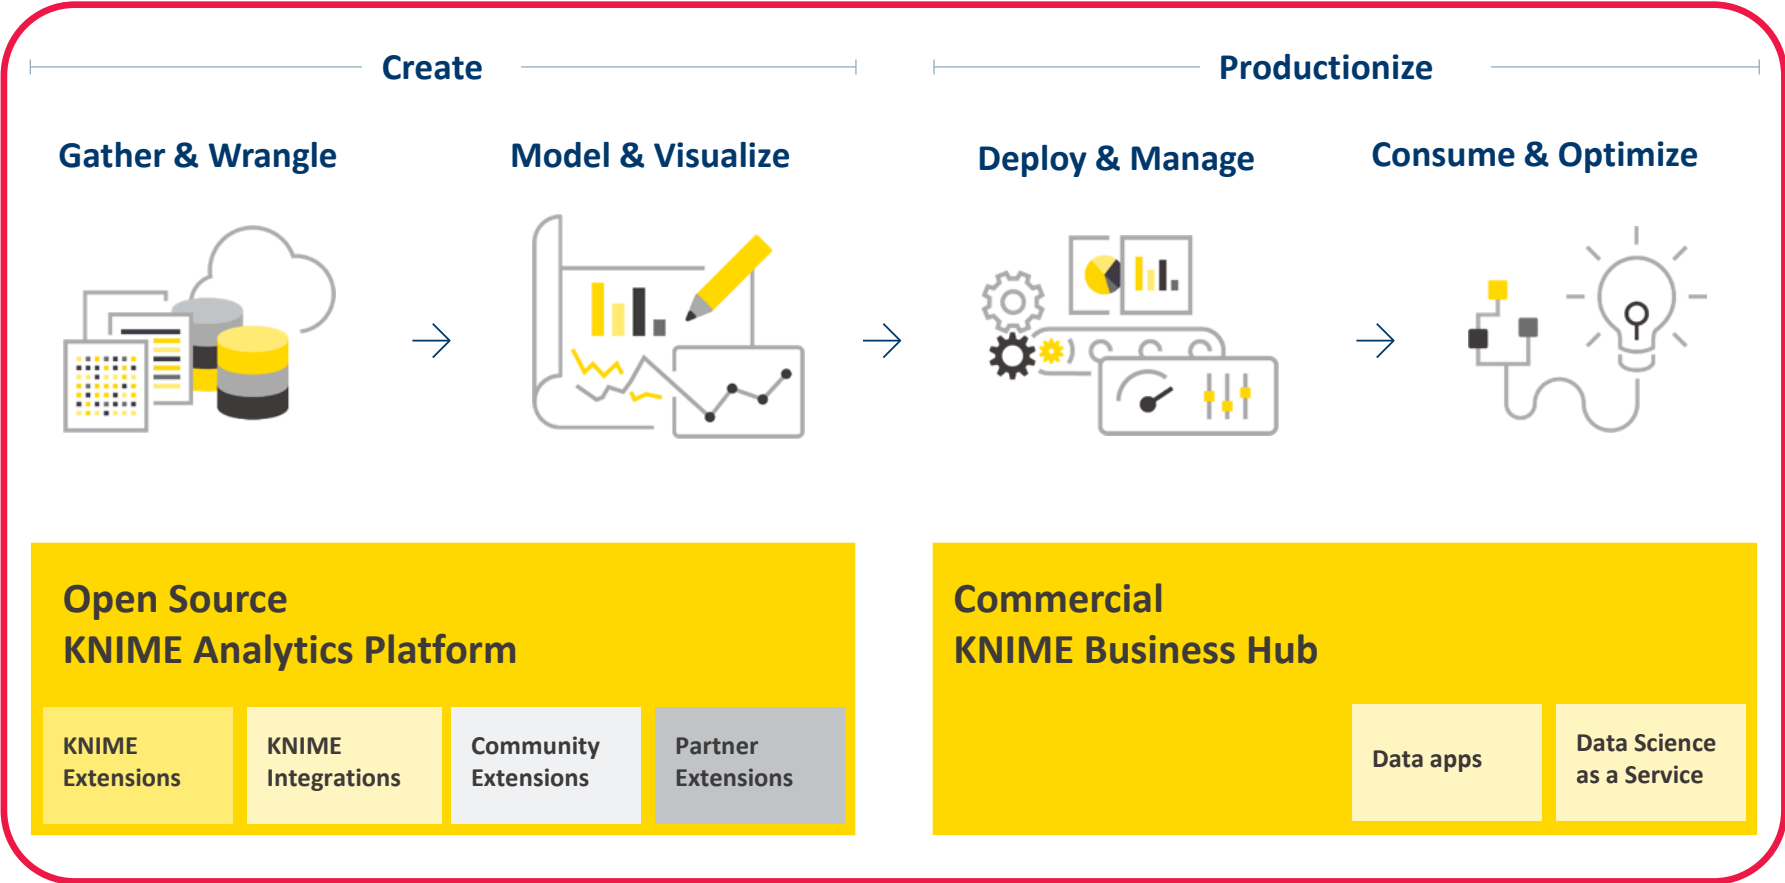 Create
Productionize
Gather & Wrangle
Model & Visualize
Deploy & Manage
Consume & Optimize
Open Source
KNIME Analytics Platform
KNIME
Extensions
KNIME
Integrations
Community
Extensions
Partner
Extensions
Commercial
KNIME Business Hub
Data apps
Data Science
as a Service